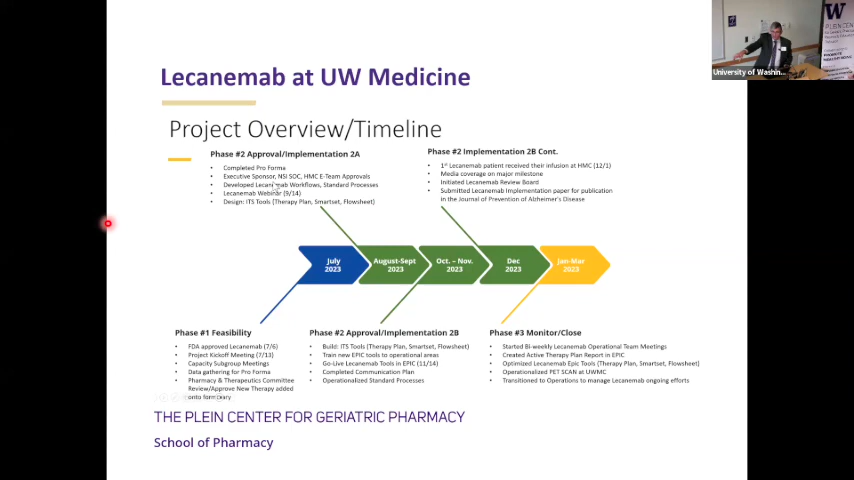 Lecanemab at UW Medicine
Project Overview/Timeline
Phase #2 Approval/Implementation 2A
• Completed Pro Forma
• Executive Sponsor, NSI SOC, HMC E-Team Approvals
• Developed Lecanemab Workflows, Standard Processes
• Lecanemab Webinar (9/14)
• Design: ITS Tools (Therapy Plan, Smartset, Flowsheet)
Phase #2 Implementation 2B Cont.
• 1st Lecanemab patient received their infusion at HMC (12/1)
• Media coverage on major milestone
• Initiated Lecanemab Review Board
• Submitted Lecanemab Implementation paper for publication
in the Journal of Prevention of Alzheimer's Disease
July
2023
August-Sept
2023
Oct. – Nov.
2023
Dec
2023
Jan-Mar
2023
Phase #1 Feasibility
• FDA approved Lecanemab (7/6)
• Project Kickoff Meeting (7/13)
• Capacity Subgroup Meetings
• Data gathering for Pro Forma
• Pharmacy & Therapeutics Committee
Review/Approve New Therapy added
onto formulary
Phase #2 Approval/Implementation 2B
• Build: ITS Tools (Therapy Plan, Smartset, Flowsheet)
• Train new EPIC tools to operational areas
• Go-Live Lecanemab Tools in EPIC (11/14)
• Completed Communication Plan
• Operationalized Standard Processes
Phase #3 Monitor/Close
• Started Bi-weekly Lecanemab Operational Team Meetings
• Created Active Therapy Plan Report in EPIC
• Optimized Lecanemab Epic Tools (Therapy Plan, Smartset, Flowsheet)
• Operationalized PET SCAN at UWMC
• Transitioned to Operations to manage Lecanemab ongoing efforts
THE PLEIN CENTER FOR GERIATRIC PHARMACY
School of Pharmacy
W
PLEIN CENTER
University of Washin...